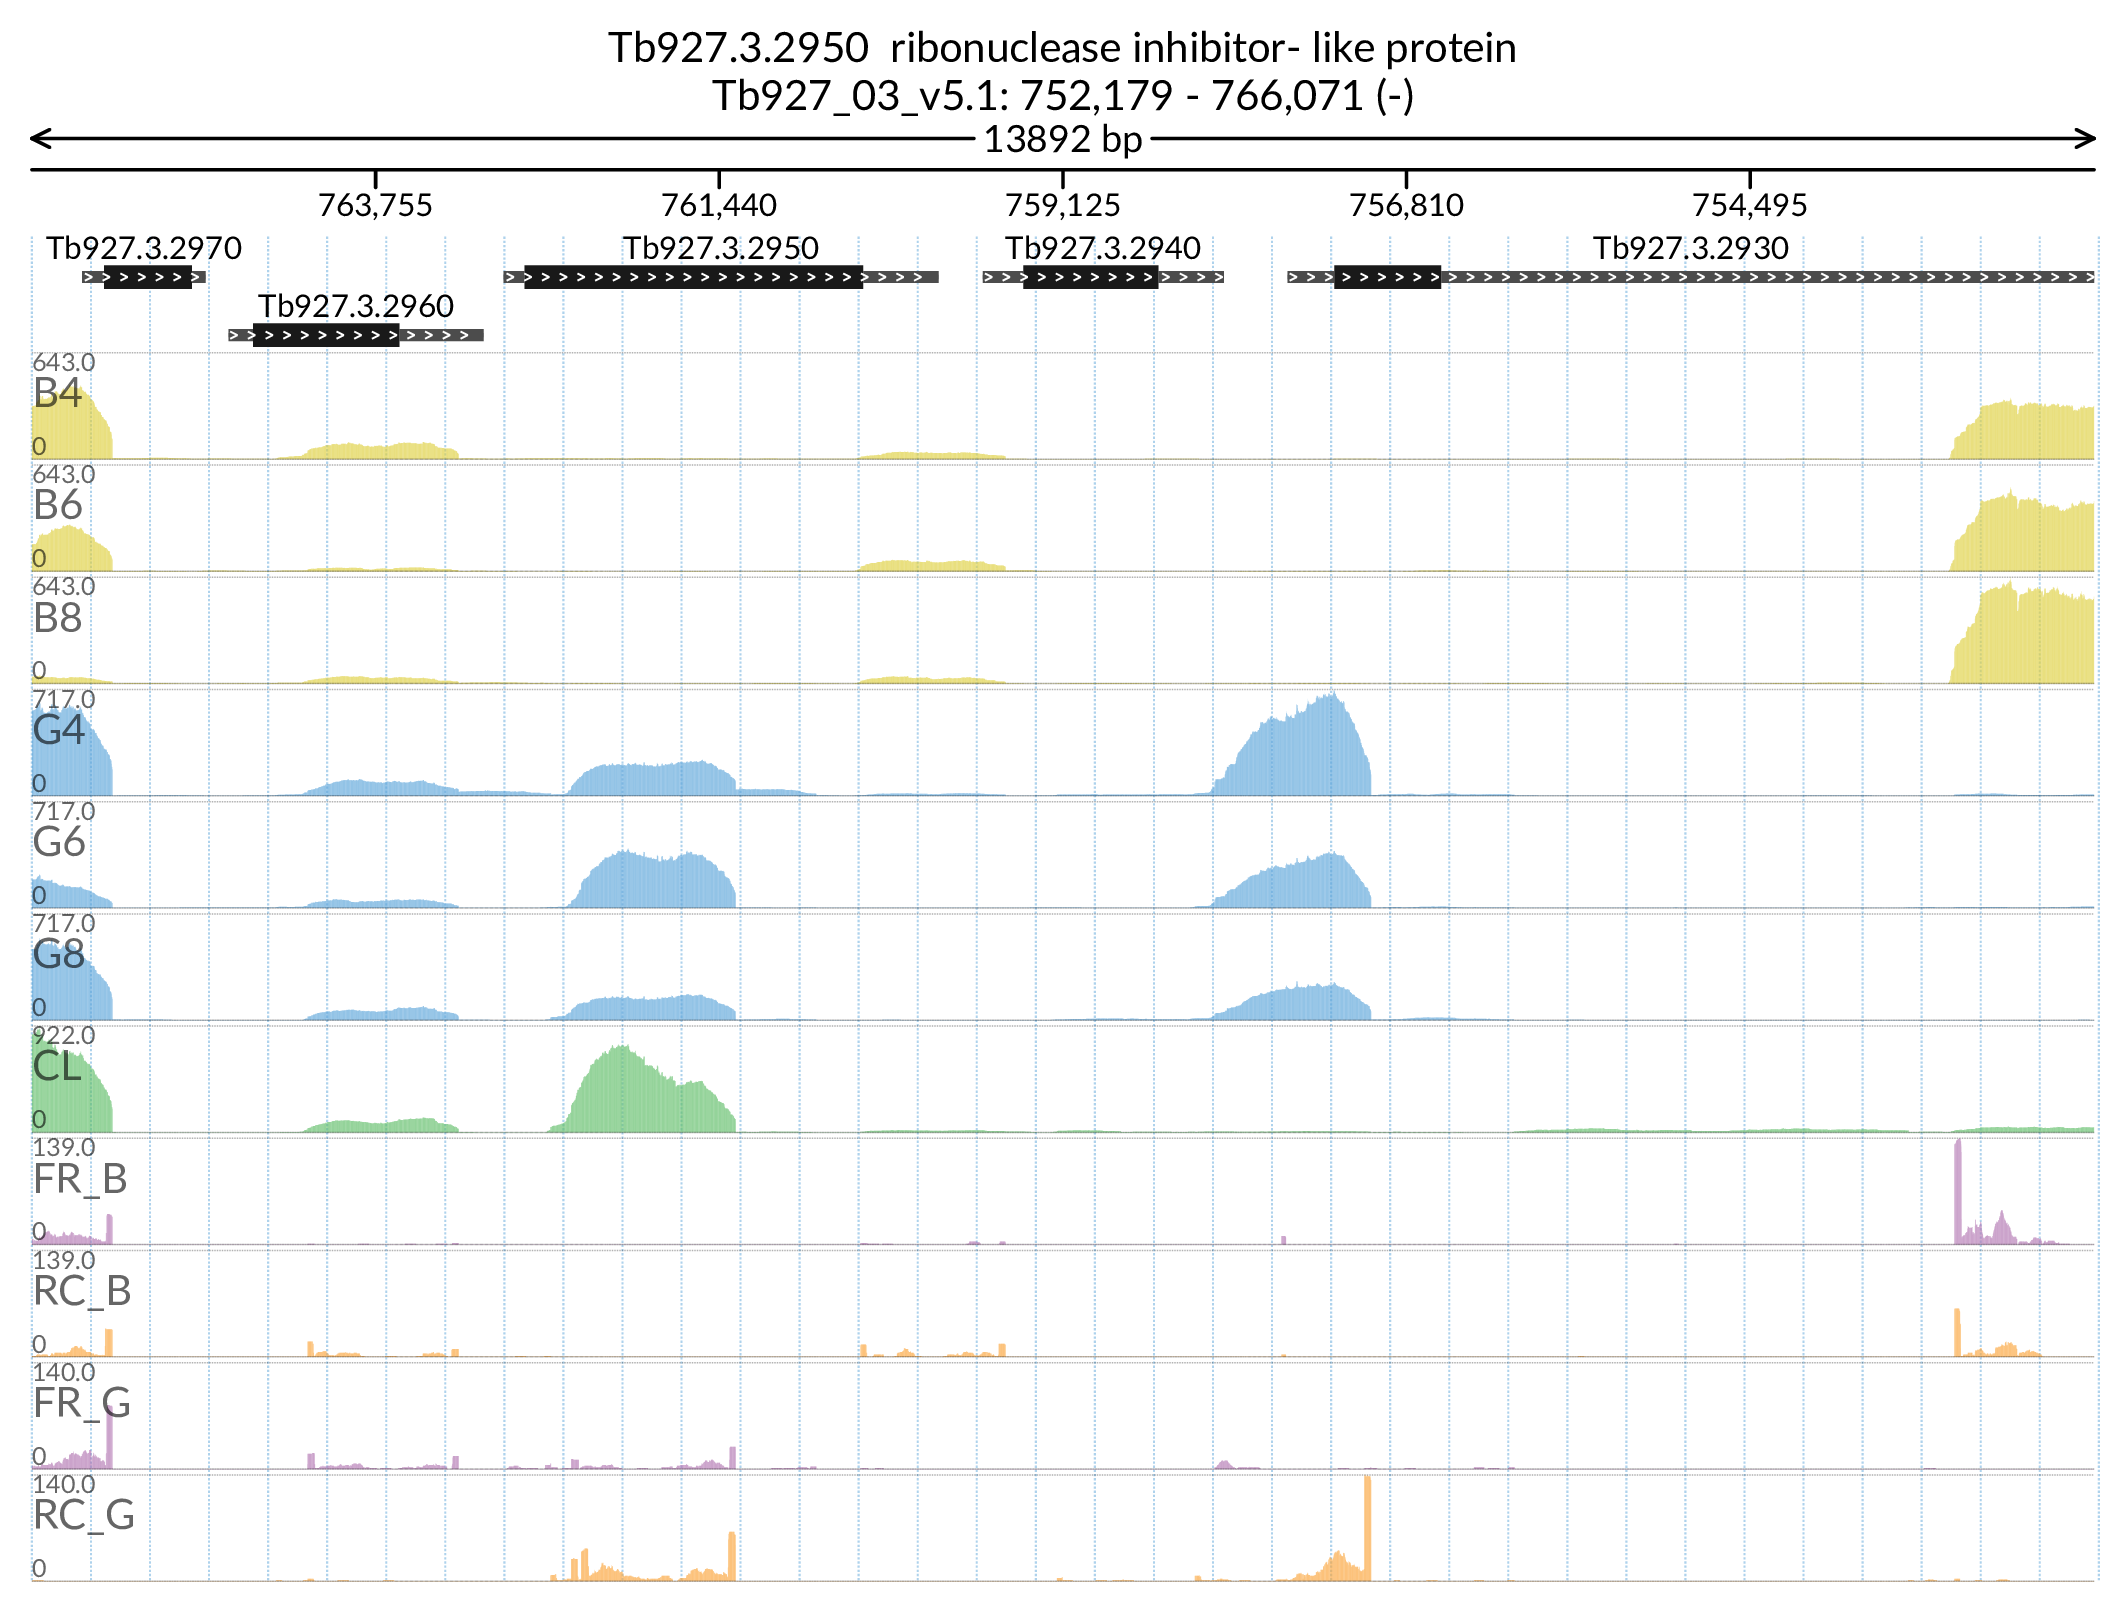 Tb927.3.2950  ribonuclease inhibitor- like protein
Tb927_03_v5.1: 752,179 - 766,071 (-)
13892 bp
763,755 761,440 759,125 756,810 754,495
Tb927.3.2970 Tb927.3.2950 Tb927.3.2940 Tb927.3.2930
Tb927.3.2960
643.0
B4
0
643.0
B6
0
643.0
B8
0
717.0
G4
0
717.0
G6
0
717.0
G8
0
922.0
CL
0
139.0
FR_B
0
139.0
RC_B
0
140.0
FR_G
0
140.0
RC_G
0